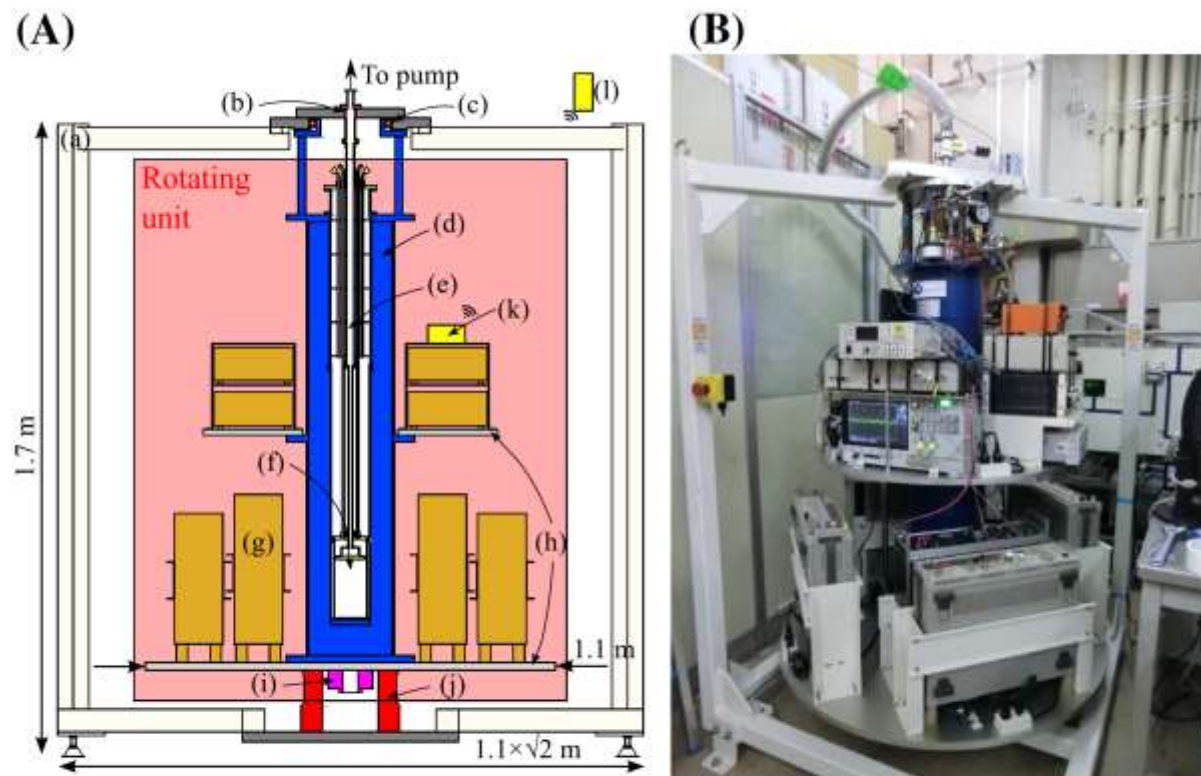 (A)
(B)
To pump
(b)
(c)
(l)
(a)
Rotating
unit
(d)
(e)
(k)
1.7 m
(f)
(g)
(h)
1.1 m
(i)
(j)
1.1×√2 m